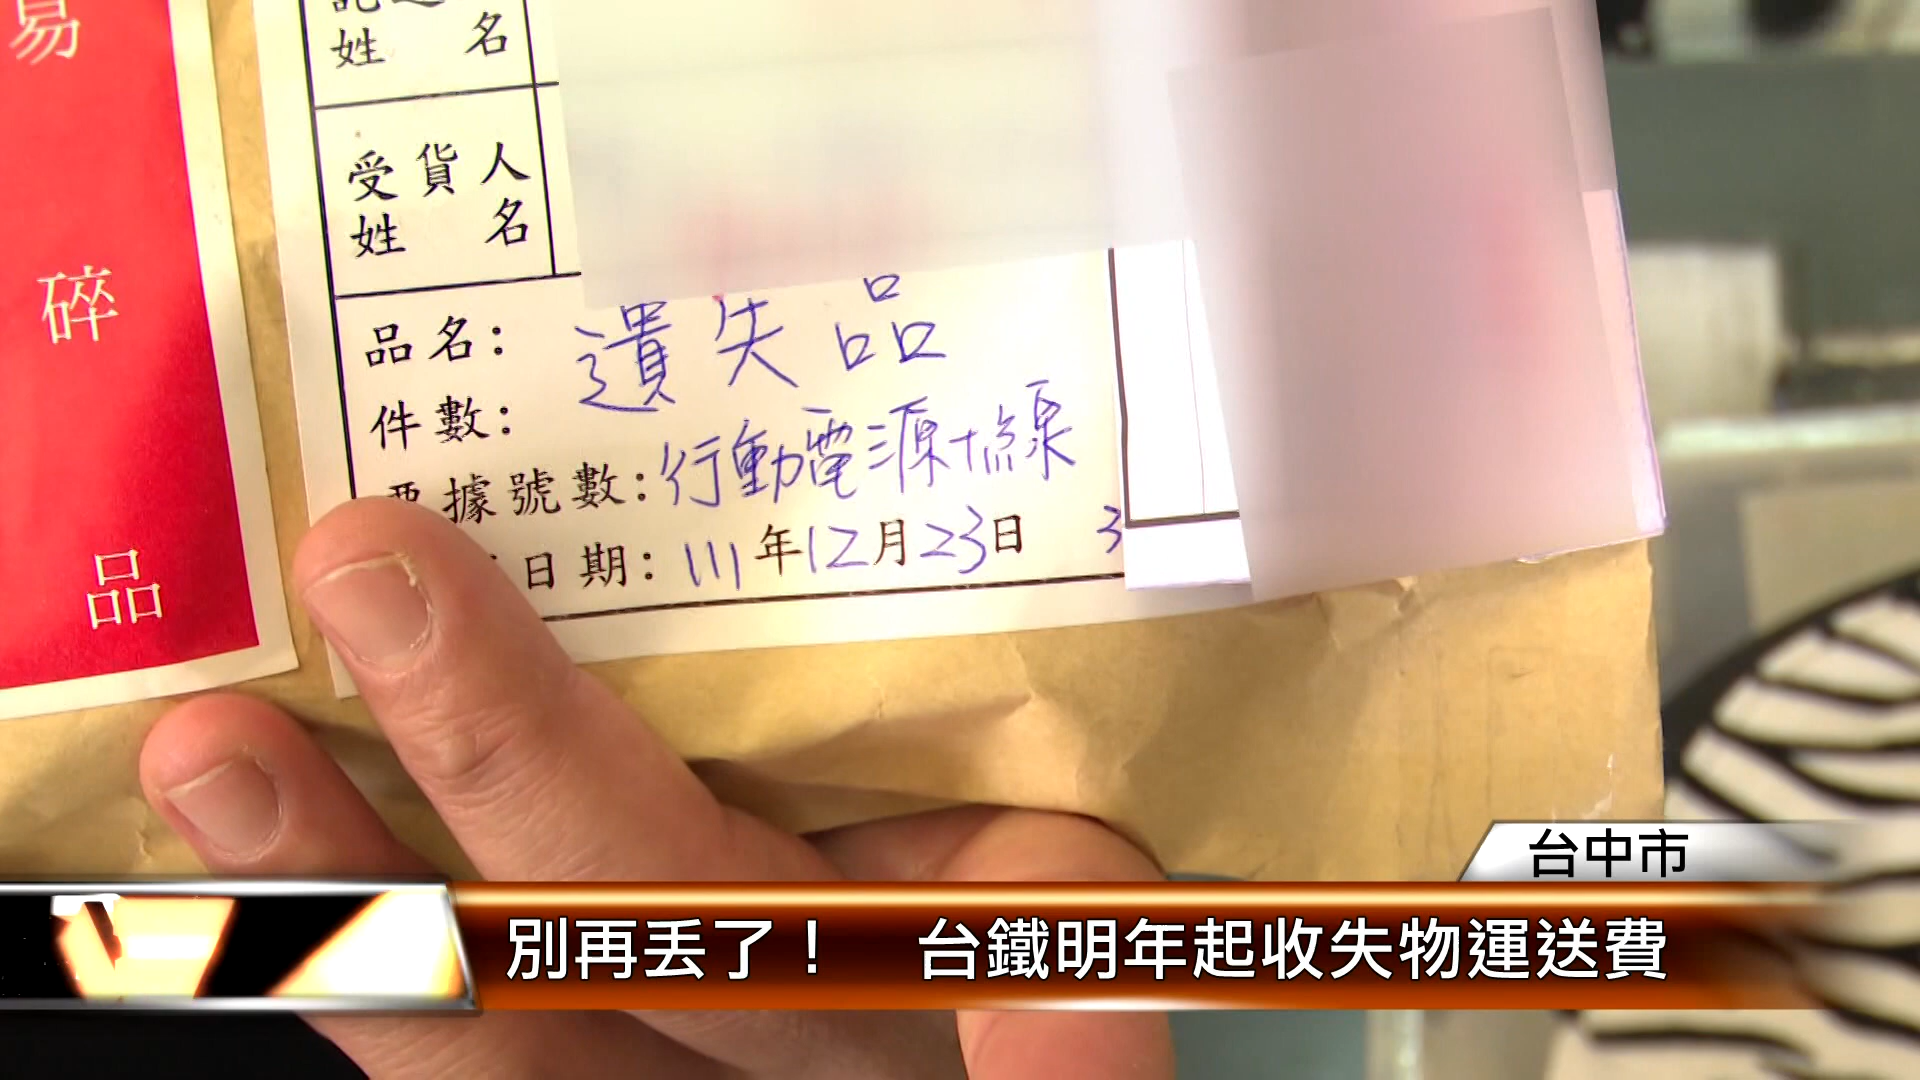 易
碎
品
姓 名
受貨人
姓 名
品名: 遺失品
件數:
據號數: 行動電源+線
日期: 111年12月23日 3
台中市
別再丟了! 台鐵明年起收失物運送費